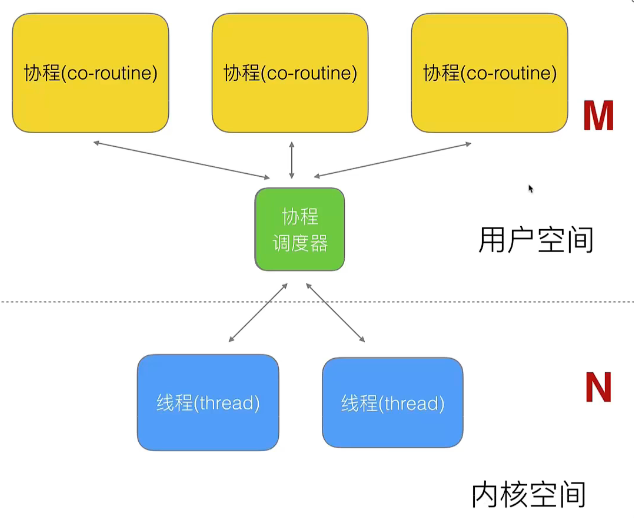 协程(co-routine)
协程(co-routine)
协程(co-routine)
M
协程
调度器
用户空间
线程(thread)
线程(thread)
N
内核空间